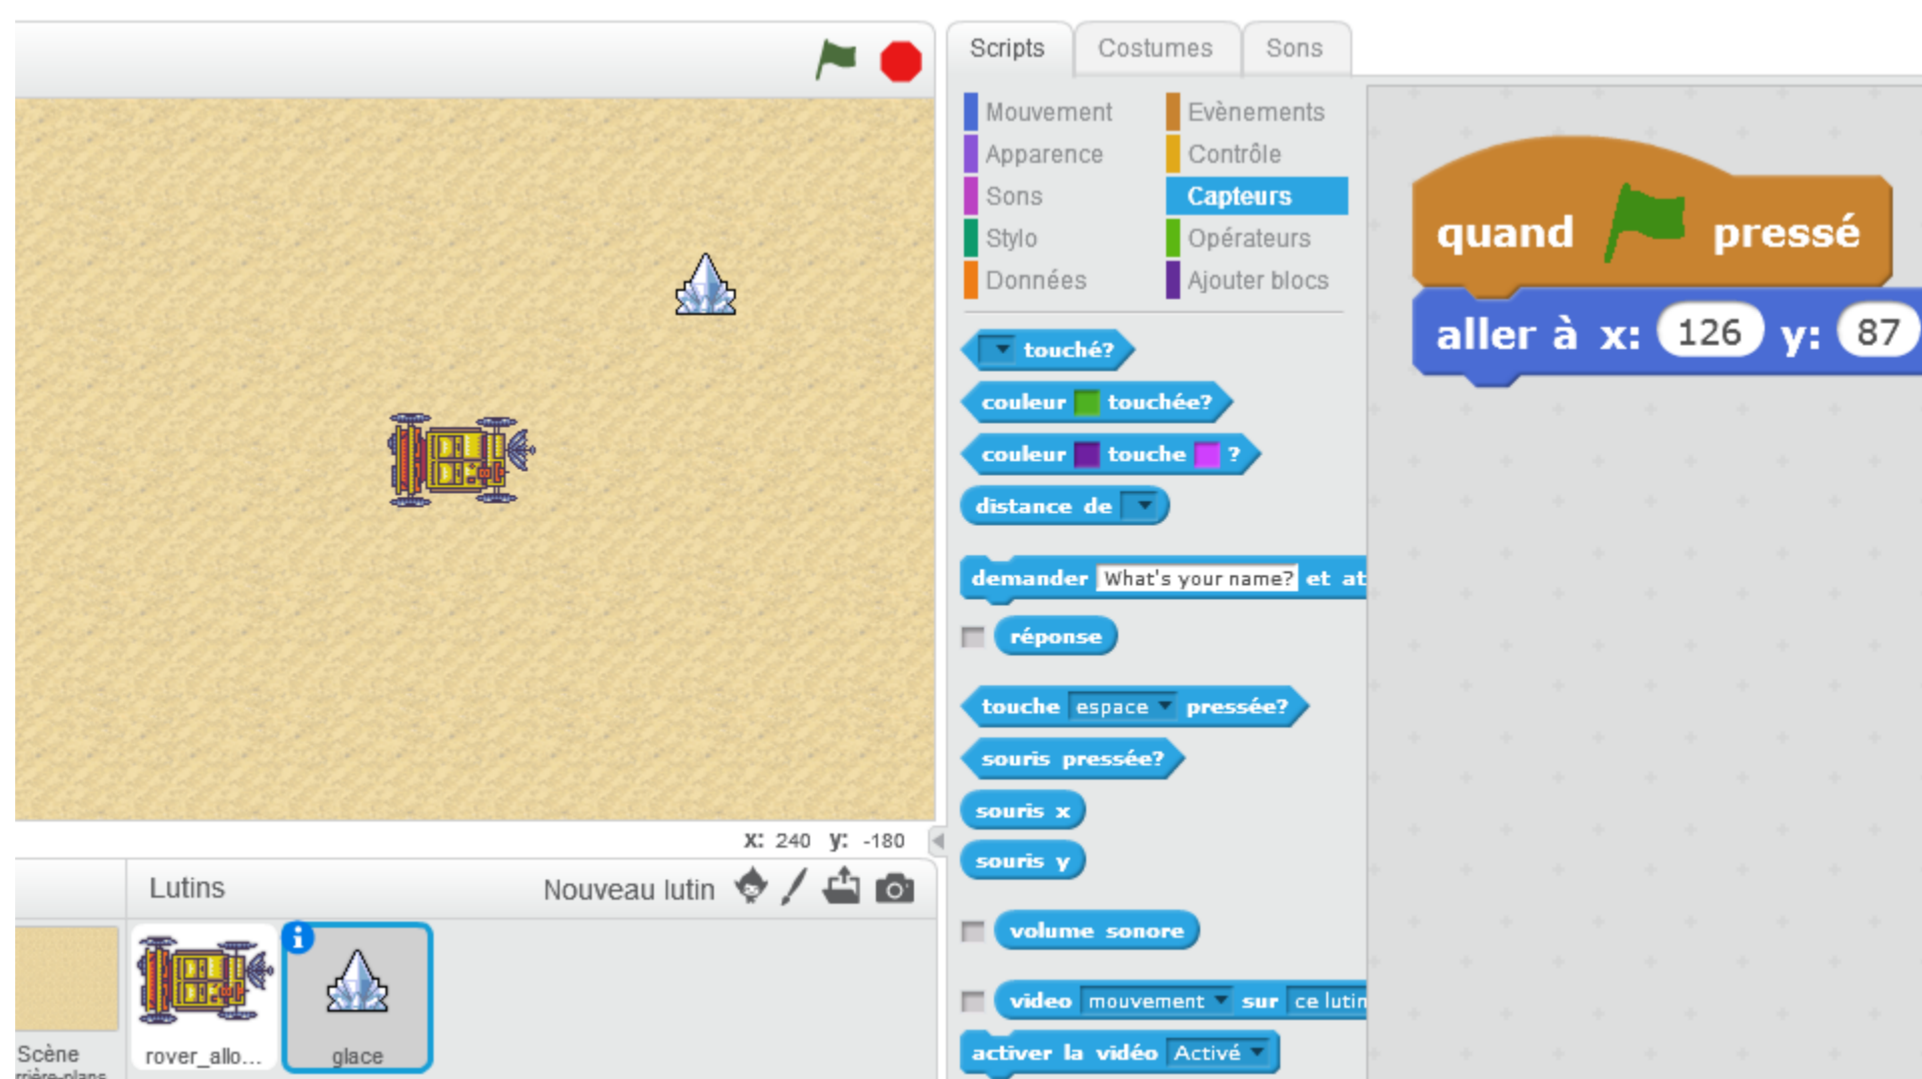 Scripts Costumes Sons
Mouvement Evènements
Apparence Contrôle
Sons Capteurs
Stylo Opérateurs
Données Ajouter blocs
touché?
couleur touchée?
couleur touche ?
distance de
demander What's your name? et at
réponse
touche espace pressée?
souris pressée?
souris x
souris y
volume sonore
video mouvement sur ce lutin
activer la vidéo Activé
quand pressé
aller à x: 126 y: 87
x: 240 y: -180
Lutins Nouveau lutin
Scène
rrière-plans
rover_allo...
glace